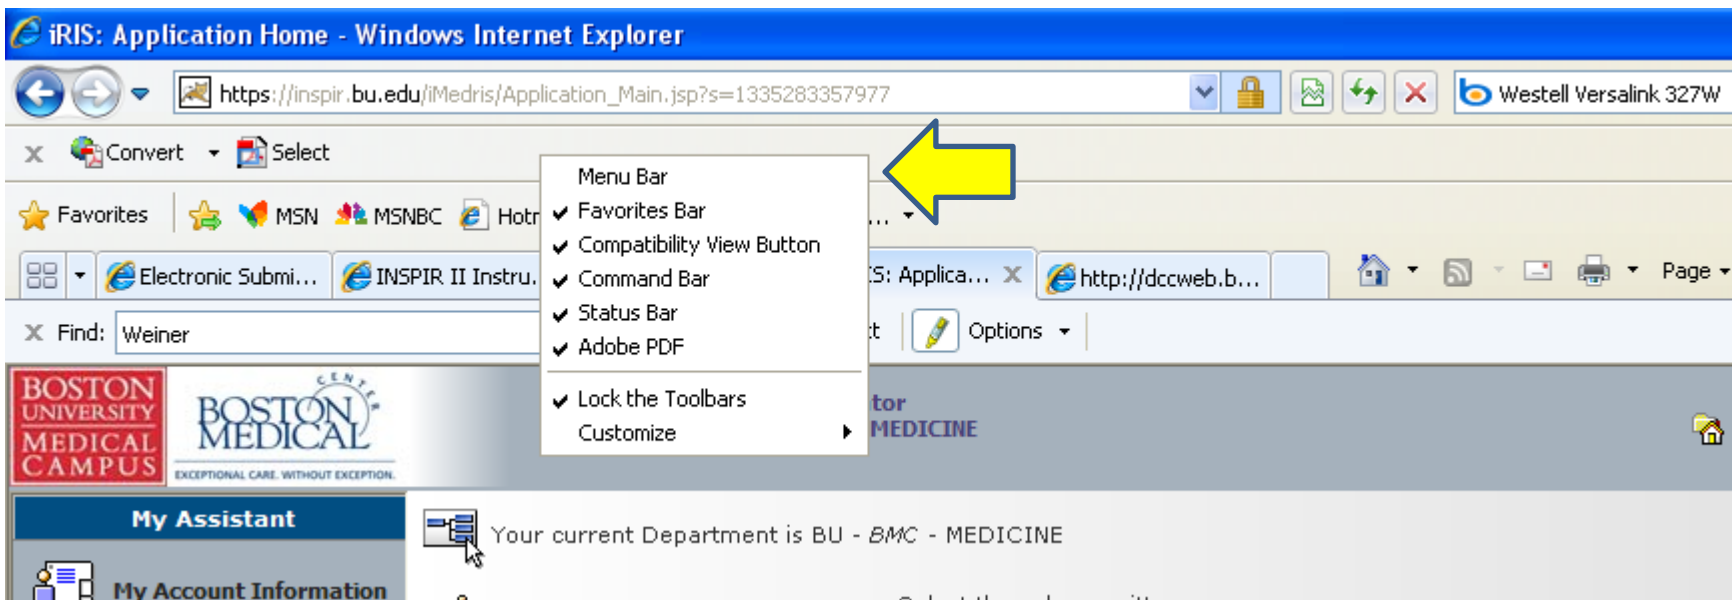 iRIS: Application Home - Windows Internet Explorer
https://inspir.bu.edu/iMedris/Application_Main.jsp?s=1335283357977
Westell Versalink 327W
Convert
Select
Favorites
MSN
MSNBC
Menu Bar
Favorites Bar
Compatibility View Button
Command Bar
Status Bar
Adobe PDF
Lock the Toolbars
Customize
Electronic Submi...
INSPIR II Instru.
S: Applica...
http://dccweb.b...
Page
Find: Weiner
Options
BOSTON
UNIVERSITY
MEDICAL
CAMPUS
BOSTON
MEDICAL
CENTER
EXCEPTIONAL CARE. WITHOUT EXCEPTION.
tor
MEDICINE
My Assistant
Your current Department is BU - BMC - MEDICINE
My Account Information